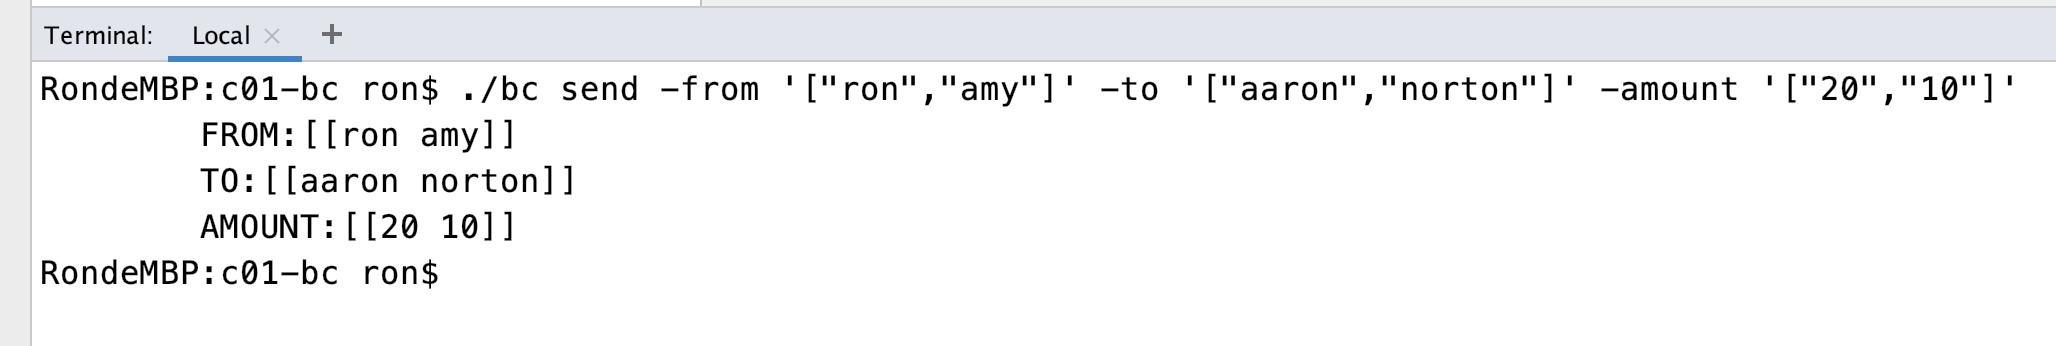 Terminal: Local × +
RondeMBP:c01-bc ron$ ./bc send -from '["ron","amy"]' -to '["aaron","norton"]' -amount '["20","10"]'
FROM:[[ron amy]]
TO:[[aaron norton]]
AMOUNT:[[20 10]]
RondeMBP:c01-bc ron$